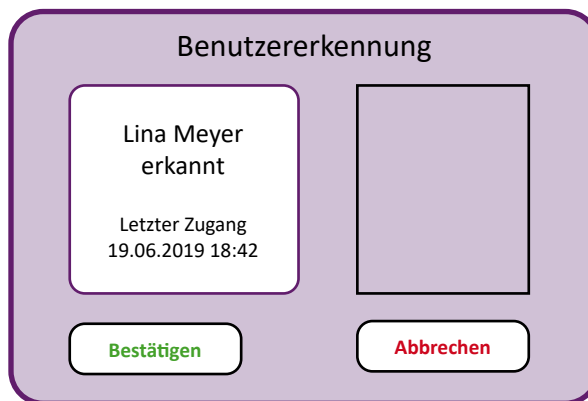 Benutzererkennung
Lina Meyer
erkannt
Letzter Zugang
19.06.2019 18:42
Bestätigen
Abbrechen